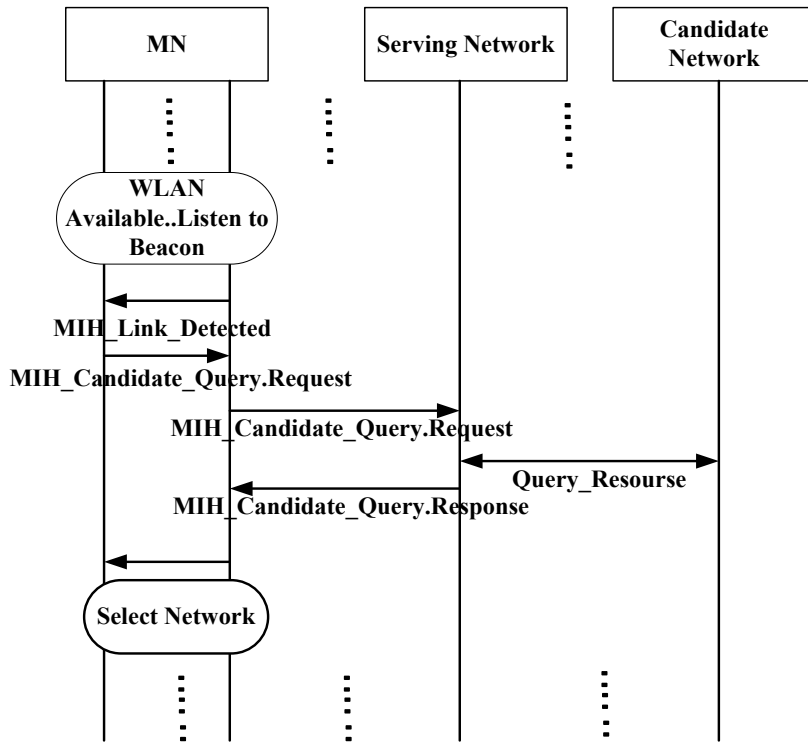 MN
Serving Network
Candidate
Network
WLAN
Available..Listen to
Beacon
MIH_Link_Detected
MIH_Candidate_Query.Request
MIH_Candidate_Query.Request
Query_Resourse
MIH_Candidate_Query.Response
Select Network